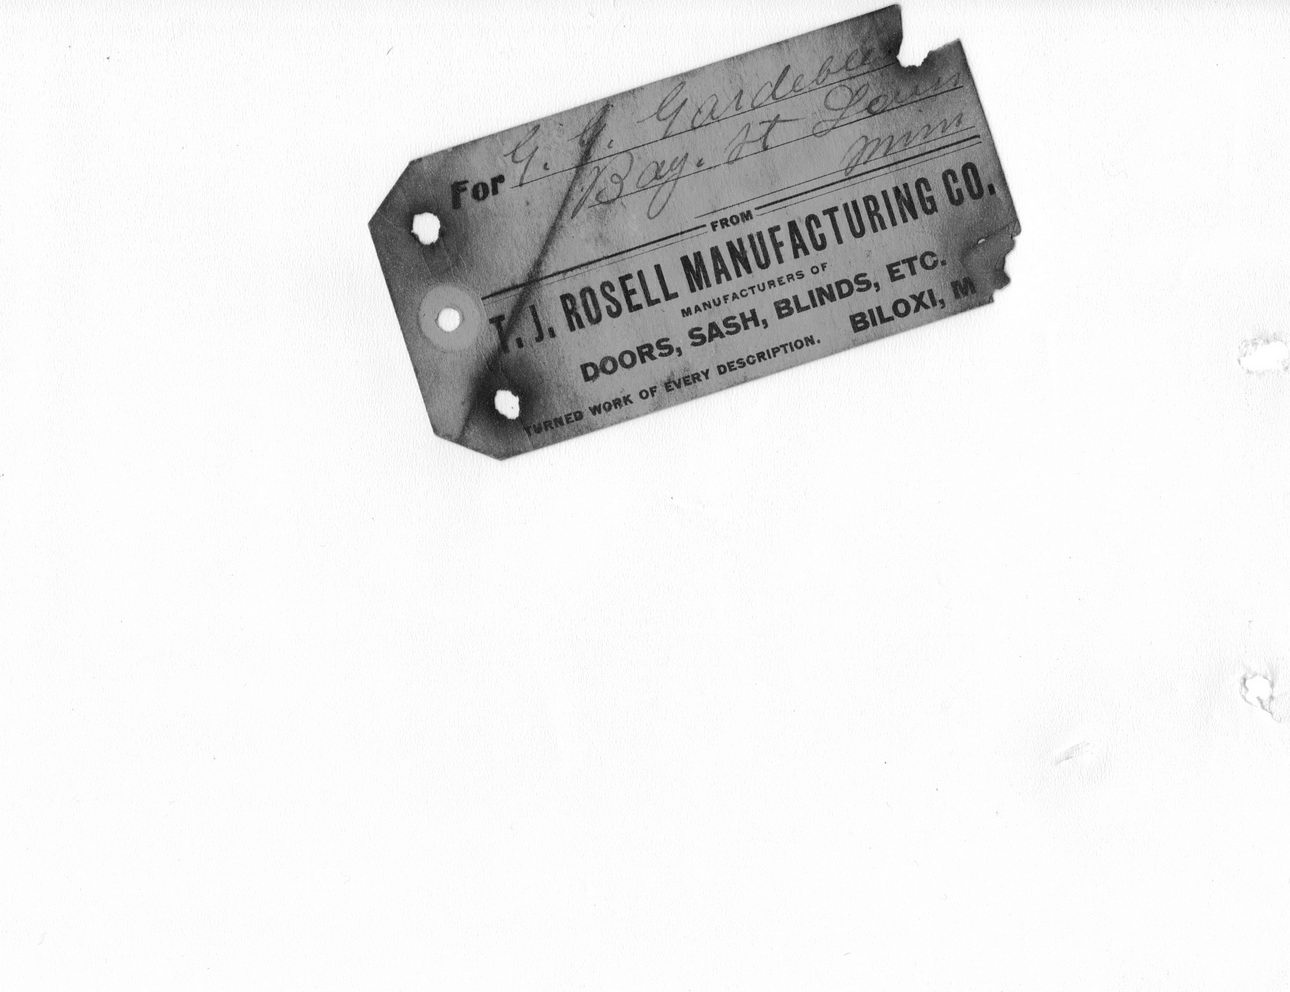 For G. G. Gardebled
Bay. St Louis
Miss
FROM
T. J. ROSELL MANUFACTURING CO.
MANUFACTURERS OF
DOORS, SASH, BLINDS, ETC.
TURNED WORK OF EVERY DESCRIPTION. BILOXI, M